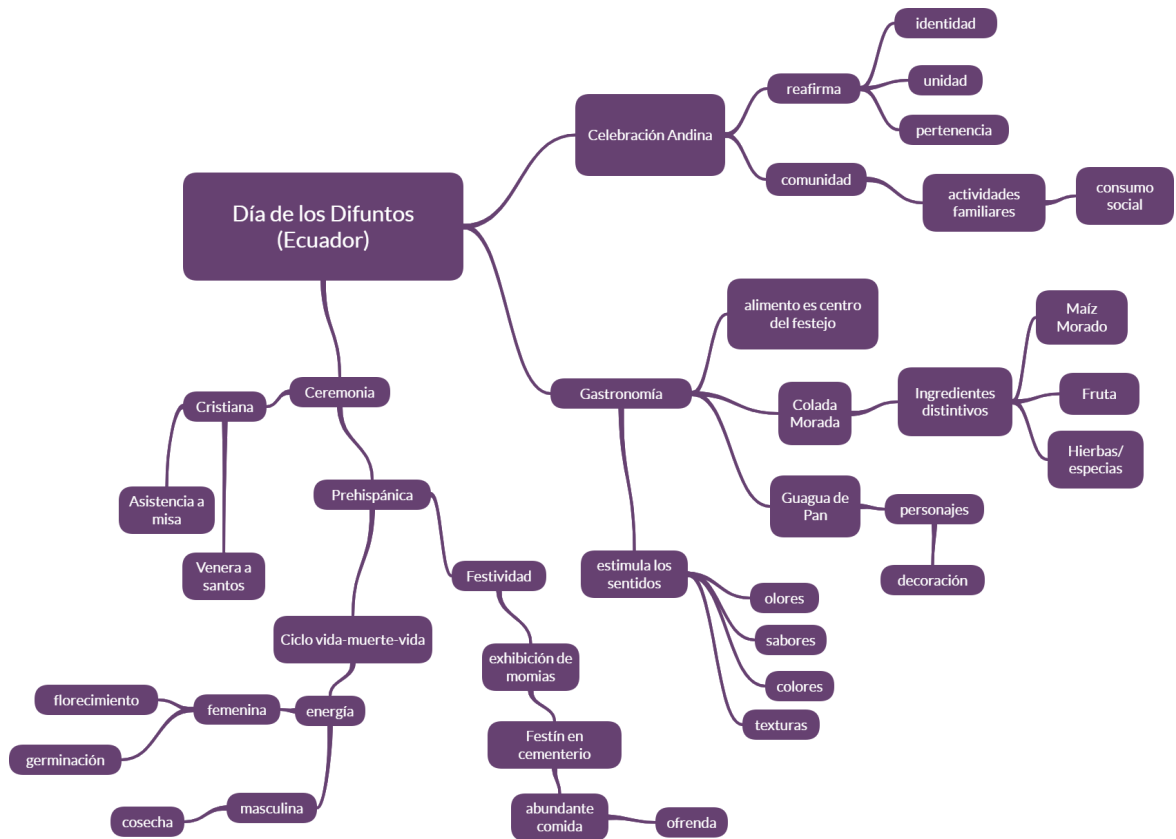 Día de los Difuntos
(Ecuador)
Celebración Andina
reafirma
identidad
unidad
pertenencia
comunidad
actividades
familiares
consumo
social
Gastronomía
alimento es centro
del festejo
Colada
Morada
Ingredientes
distintivos
Maíz
Morado
Fruta
Hierbas/
especias
Guagua de
Pan
personajes
decoración
estimula los
sentidos
olores
sabores
colores
texturas
Ceremonia
Cristiana
Asistencia a
misa
Venera a
santos
Prehispánica
Festividad
exhibición de
momias
Festín en
cementerio
abundante
comida
ofrenda
Ciclo vida-muerte-vida
energía
femenina
florecimiento
germinación
masculina
cosecha